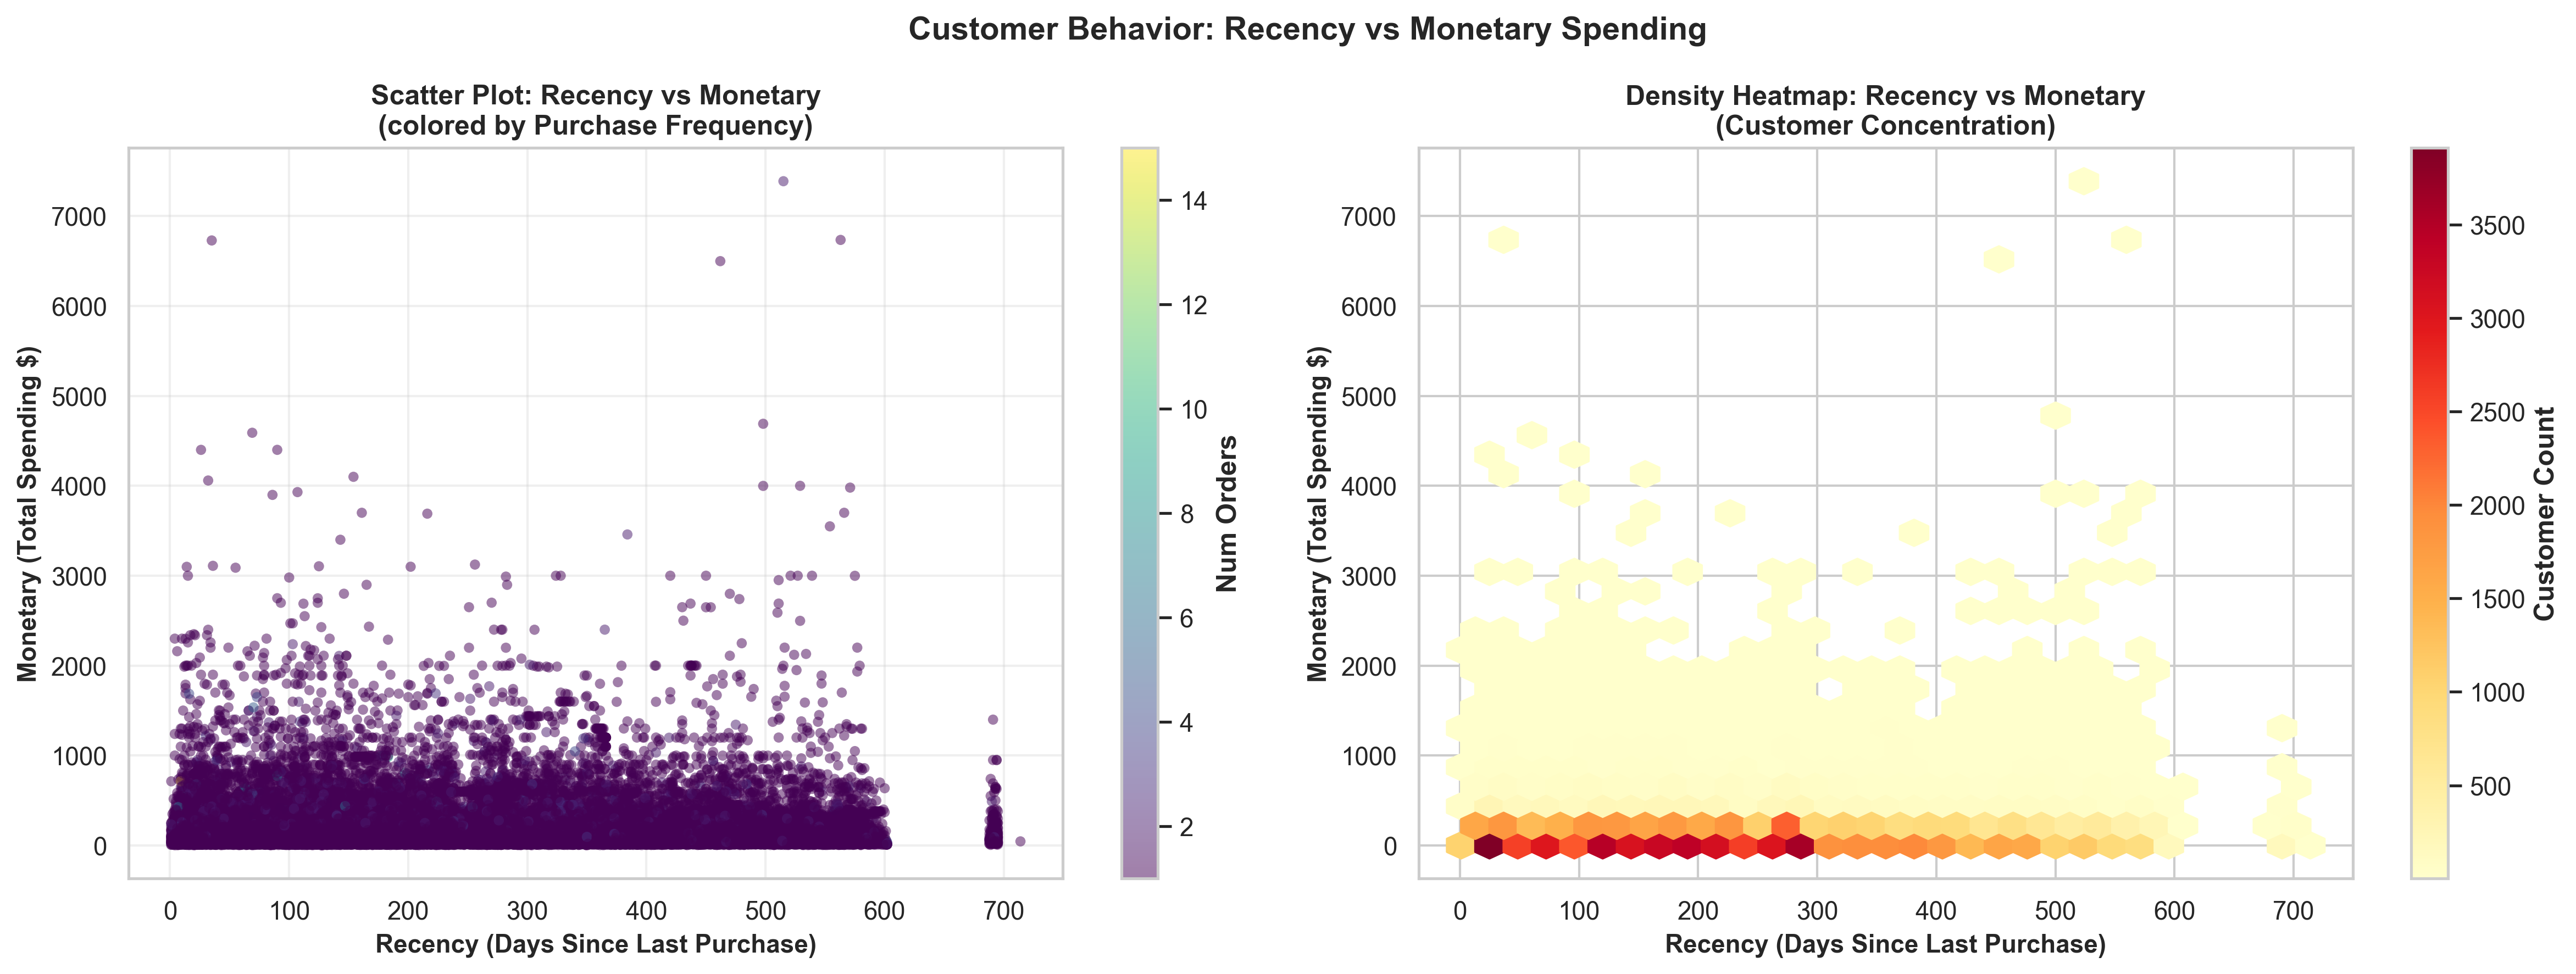 Customer Behavior: Recency vs Monetary Spending
Scatter Plot: Recency vs Monetary
(colored by Purchase Frequency)
7000
6000
5000
4000
3000
2000
1000
0
Monetary (Total Spending $)
0 100 200 300 400 500 600 700
Recency (Days Since Last Purchase)
14
12
10
8
6
4
2
Num Orders
Density Heatmap: Recency vs Monetary
(Customer Concentration)
7000
6000
5000
4000
3000
2000
1000
0
Monetary (Total Spending $)
0 100 200 300 400 500 600 700
Recency (Days Since Last Purchase)
3500
3000
2500
2000
1500
1000
500
Customer Count